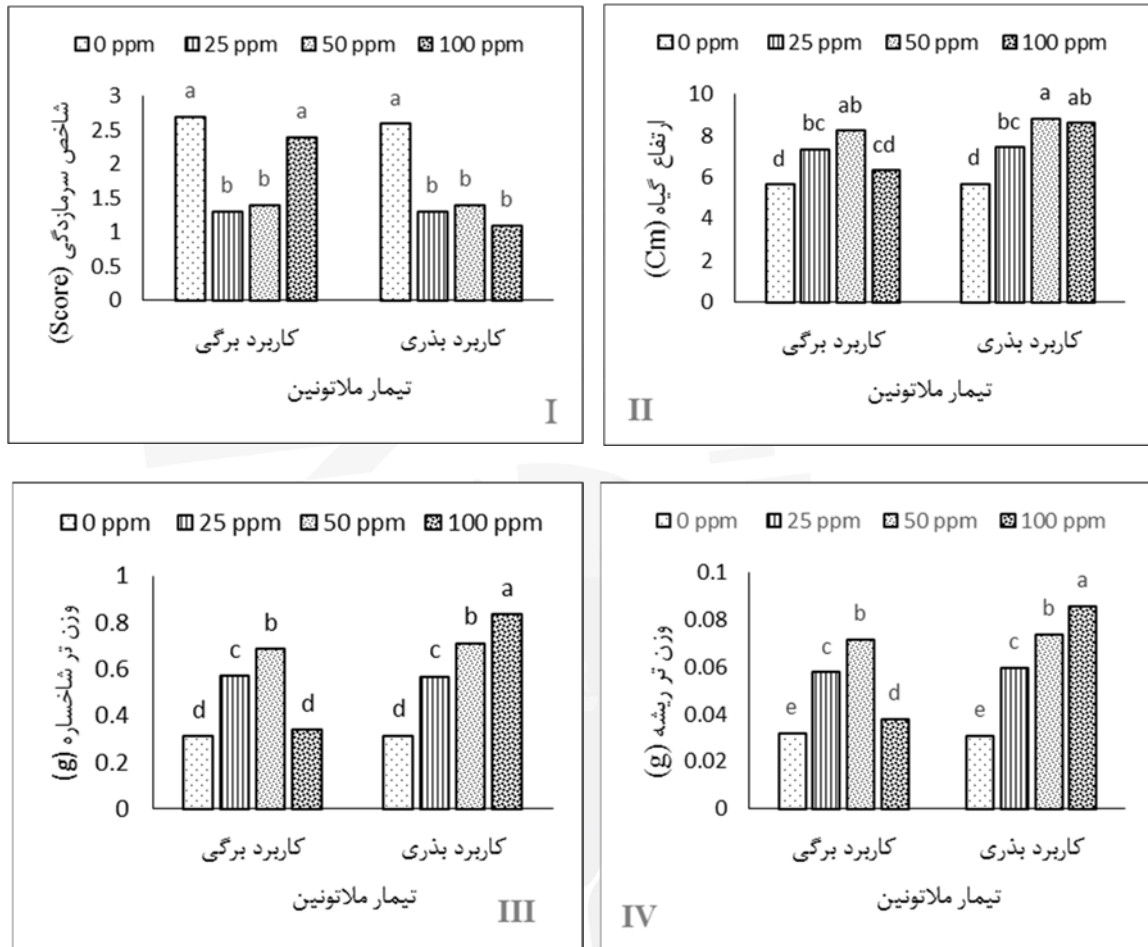 0 ppm 25 ppm 50 ppm 100 ppm
شاخص سرمازدگی (Score)
3
2.5
2
1.5
1
0.5
0
a b b a a b b b
کاربرد برگی کاربرد بذری
تیمار ملاتونین
I
0 ppm 25 ppm 50 ppm 100 ppm
ارتفاع گیاه (Cm)
10
8
6
4
2
0
d bc ab cd d bc a ab
کاربرد برگی کاربرد بذری
تیمار ملاتونین
II
0 ppm 25 ppm 50 ppm 100 ppm
وزن تر شاخساره (g)
1
0.8
0.6
0.4
0.2
0
d c b d d c b a
کاربرد برگی کاربرد بذری
تیمار ملاتونین
III
0 ppm 25 ppm 50 ppm 100 ppm
وزن تر ریشه (g)
0.1
0.08
0.06
0.04
0.02
0
e c b d e c b a
کاربرد برگی کاربرد بذری
تیمار ملاتونین
IV